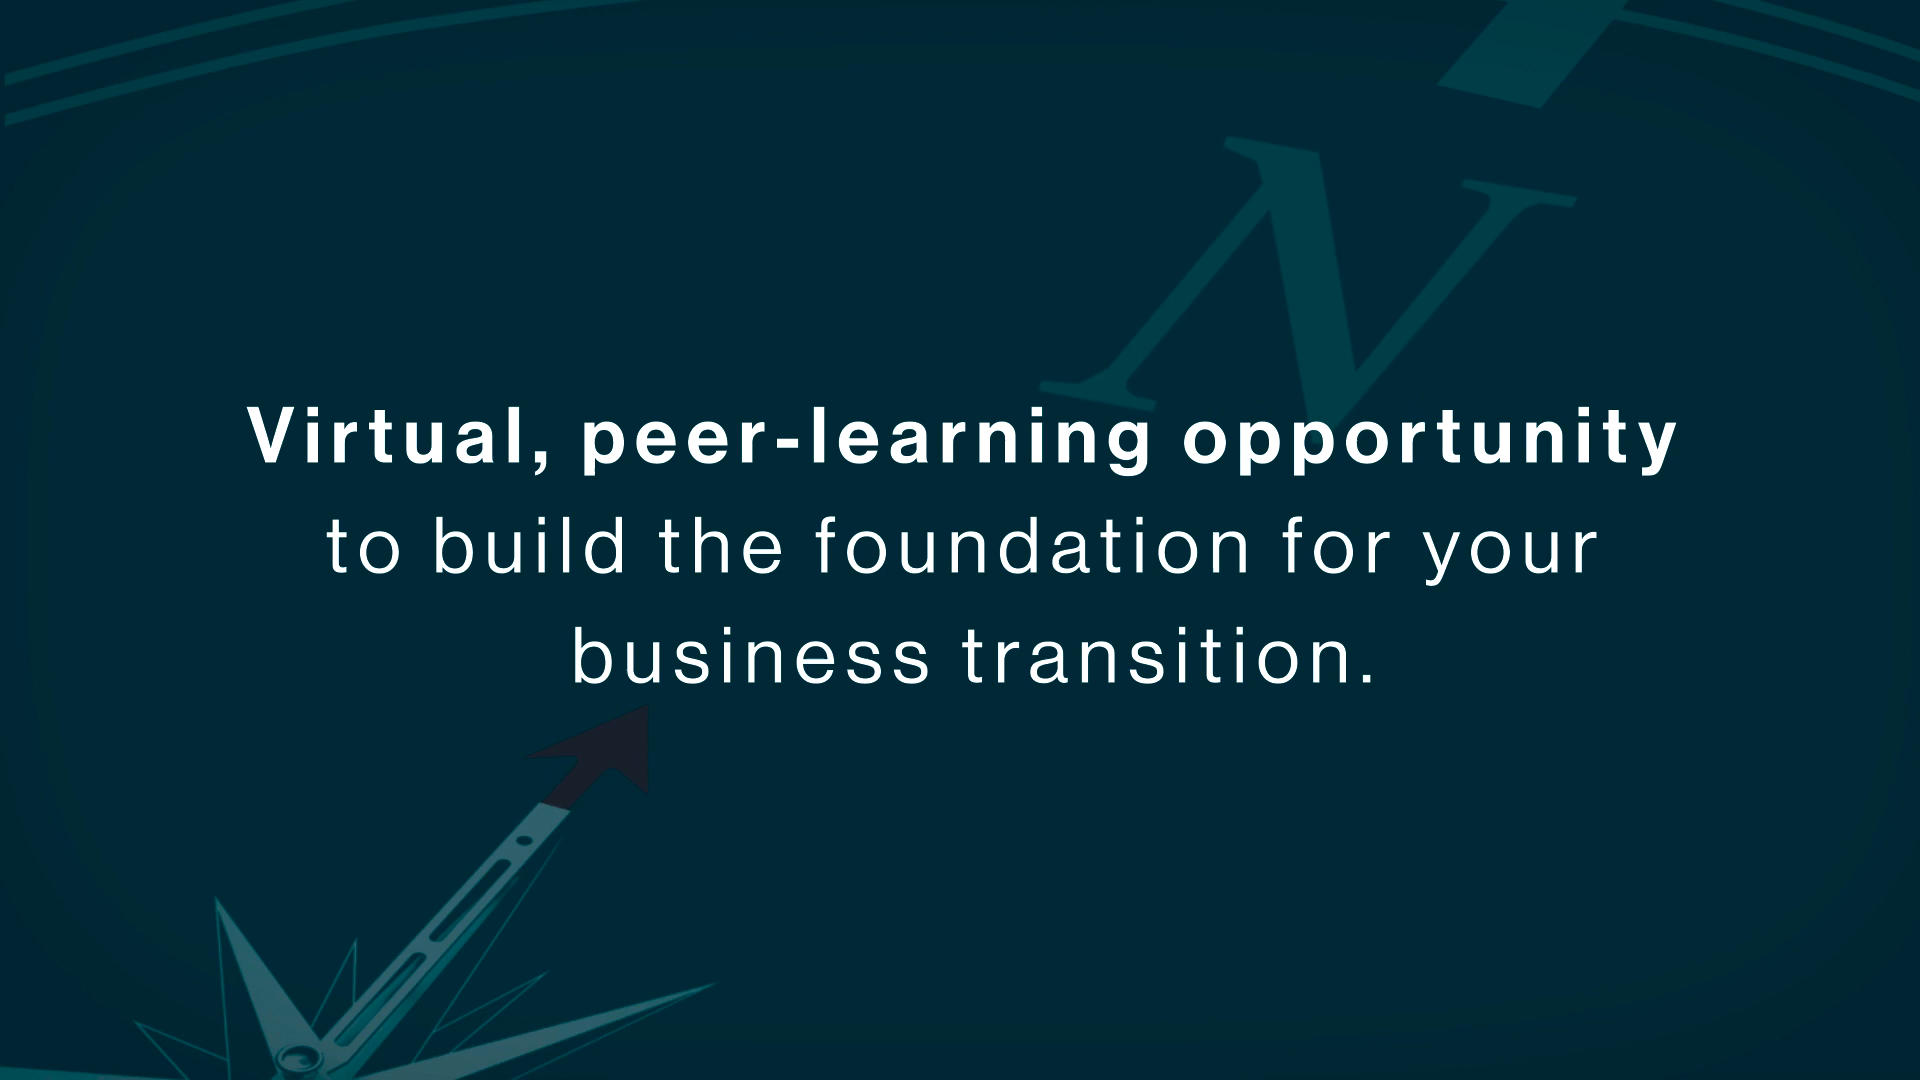 N
Virtual, peer-learning opportunity
to build the foundation for your
business transition.